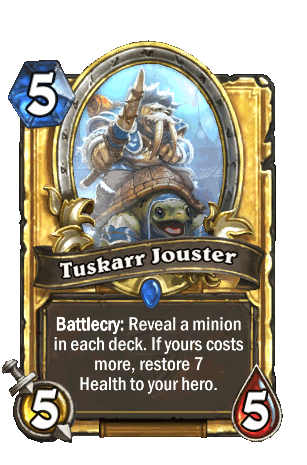 5
Tuskarr Jouster
Battlecry: Reveal a minion
in each deck. If yours costs
more, restore 7
Health to your hero.
5 5